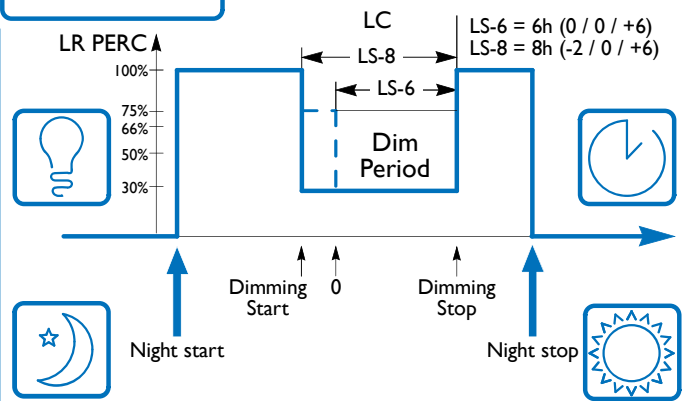 LC
LS-6 = 6h (0 / 0 / +6)
LS-8 = 8h (-2 / 0 / +6)
LR PERC
LS-8
100%
LS-6
75%
66%
50%
30%
Dim
Period
Dimming
Start
0
Dimming
Stop
Night start
Night stop